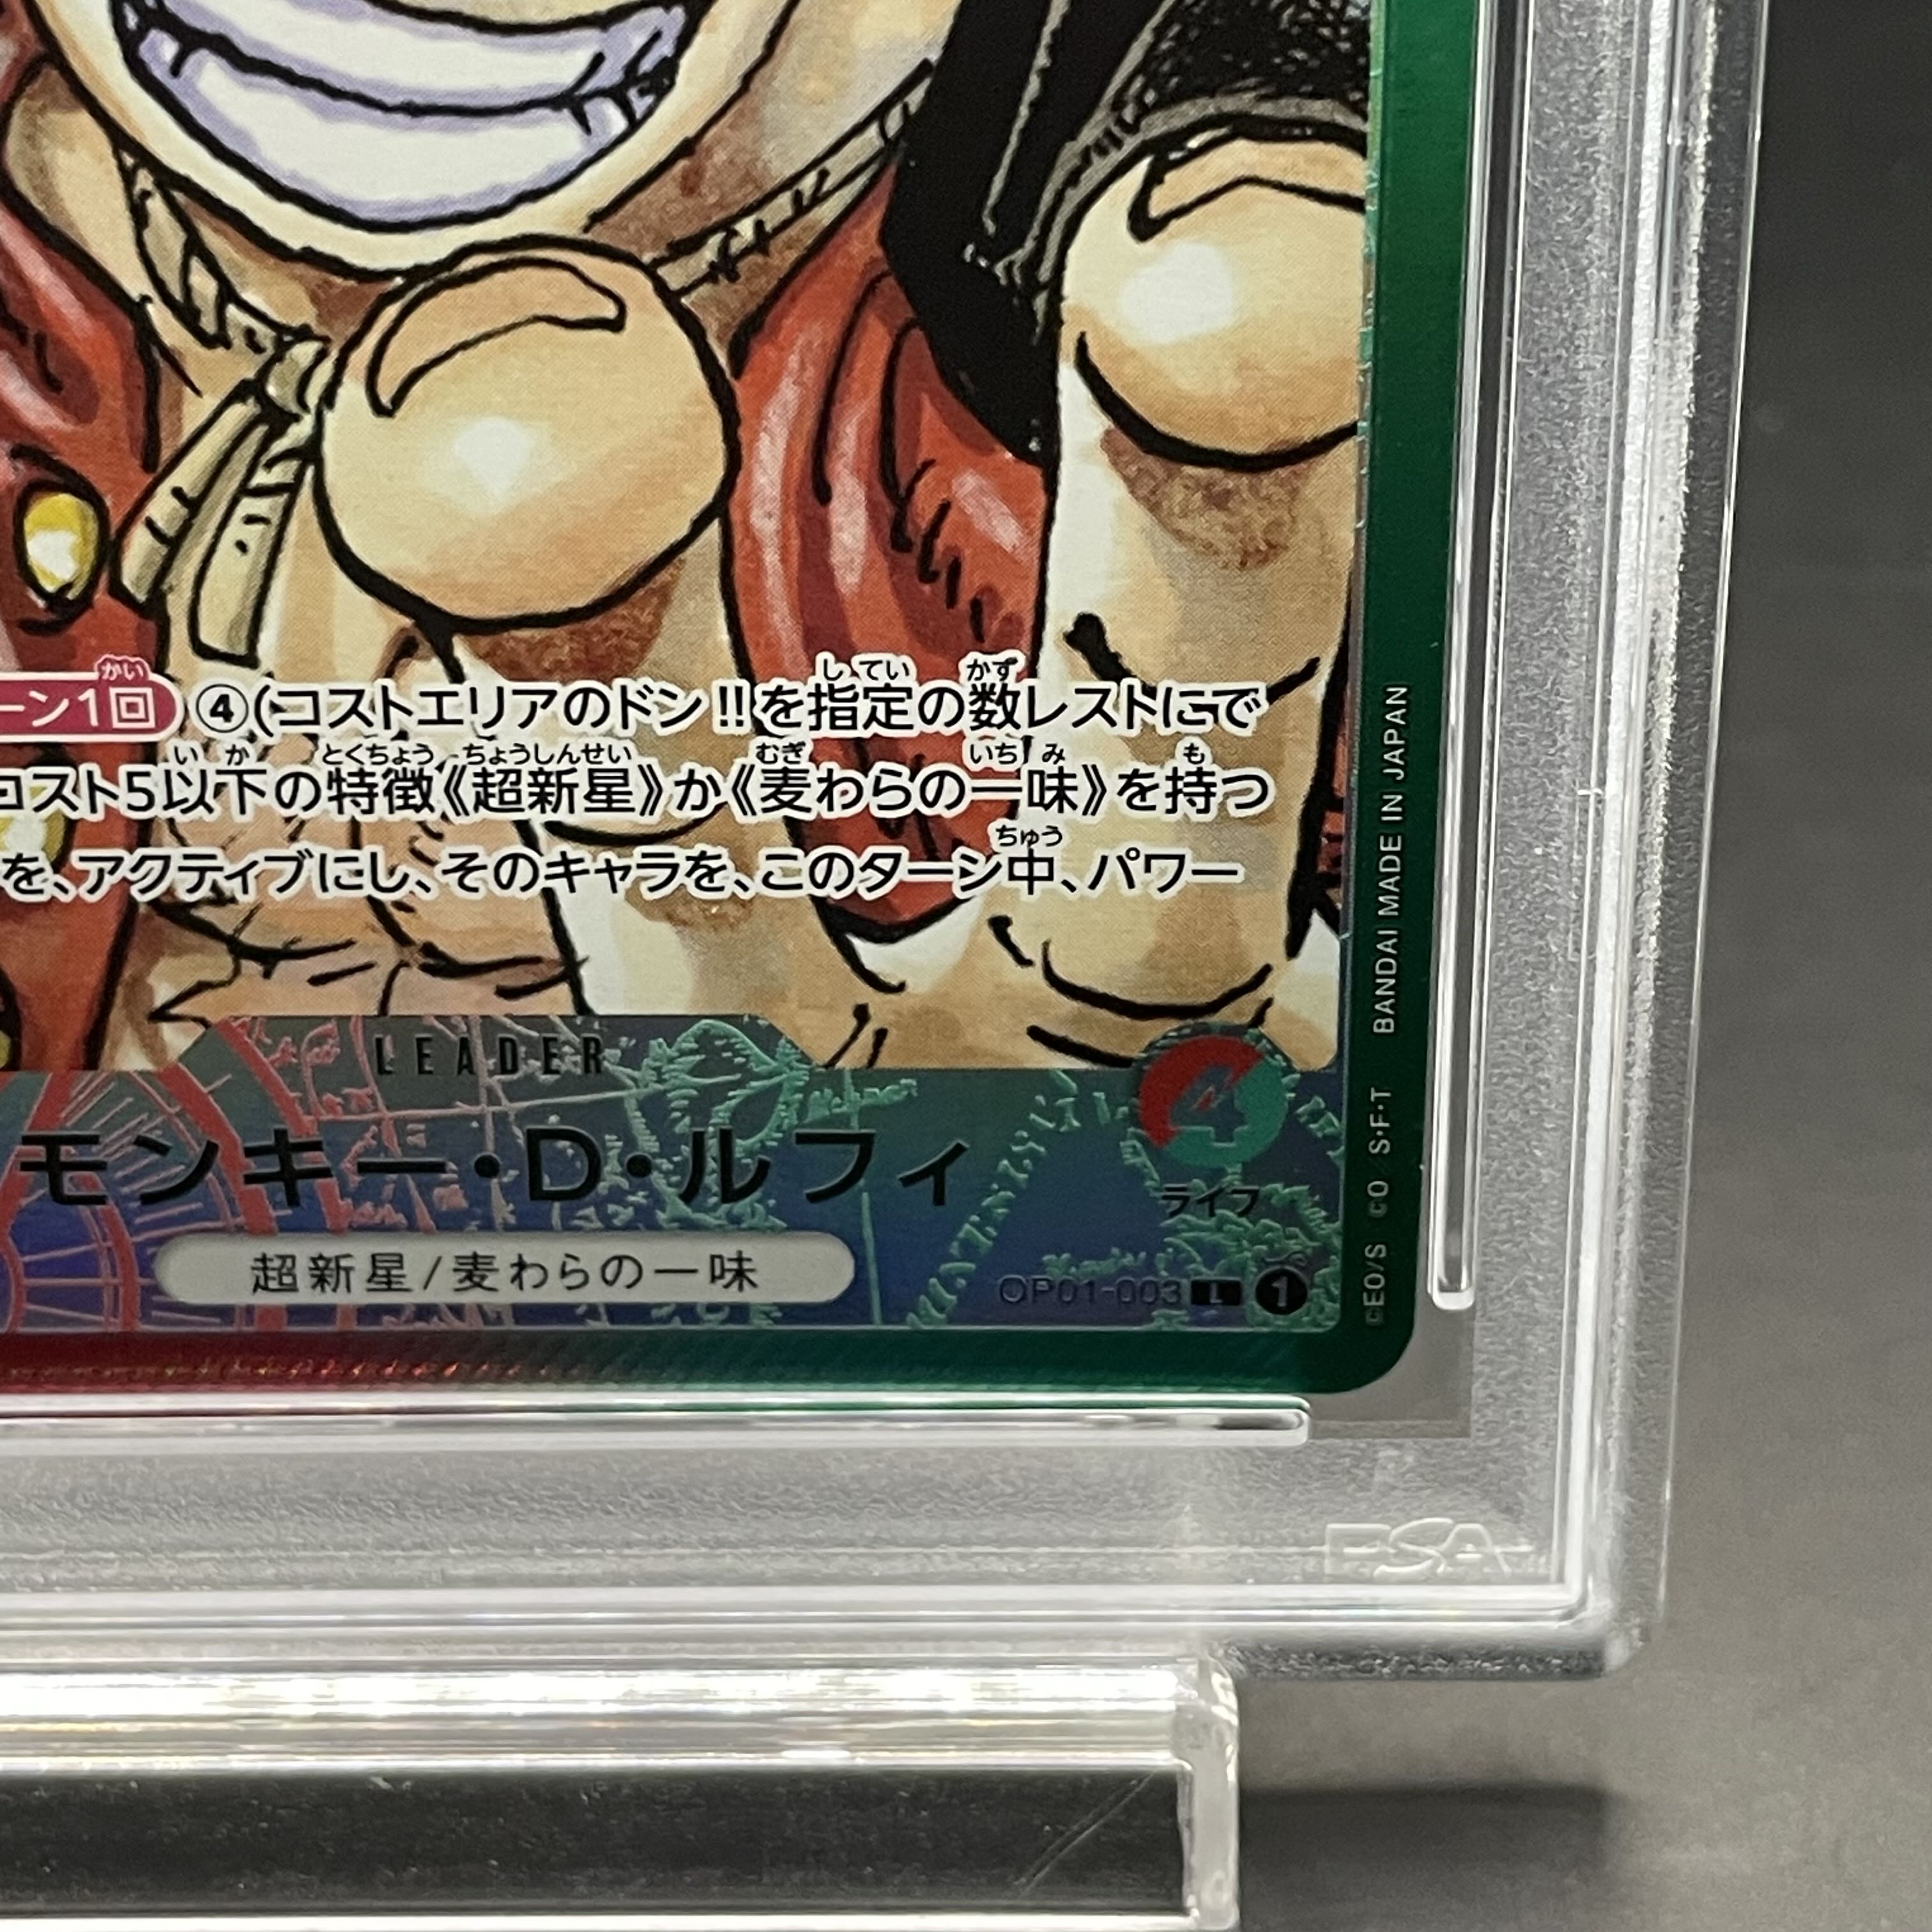 ーン1回 ④(コストエリアのドン!!を指定の数レストにで
コスト5以下の特徴《超新星》か《麦わらの一味》を持つ
を、アクティブにし、そのキャラを、このターン中、パワー
LEADER
4
モンキー・D・ルフィ
ライフ
超新星/麦わらの一味
OP01-003 L 1
©EO/S CO S・F・T BANDAI MADE IN JAPAN
PSA